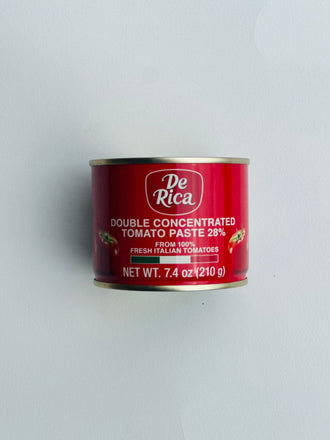 De
Rica
DOUBLE CONCENTRATED
TOMATO PASTE 28%
FROM 100%
FRESH ITALIAN TOMATOES
NET WT. 7.4 oz (210 g)